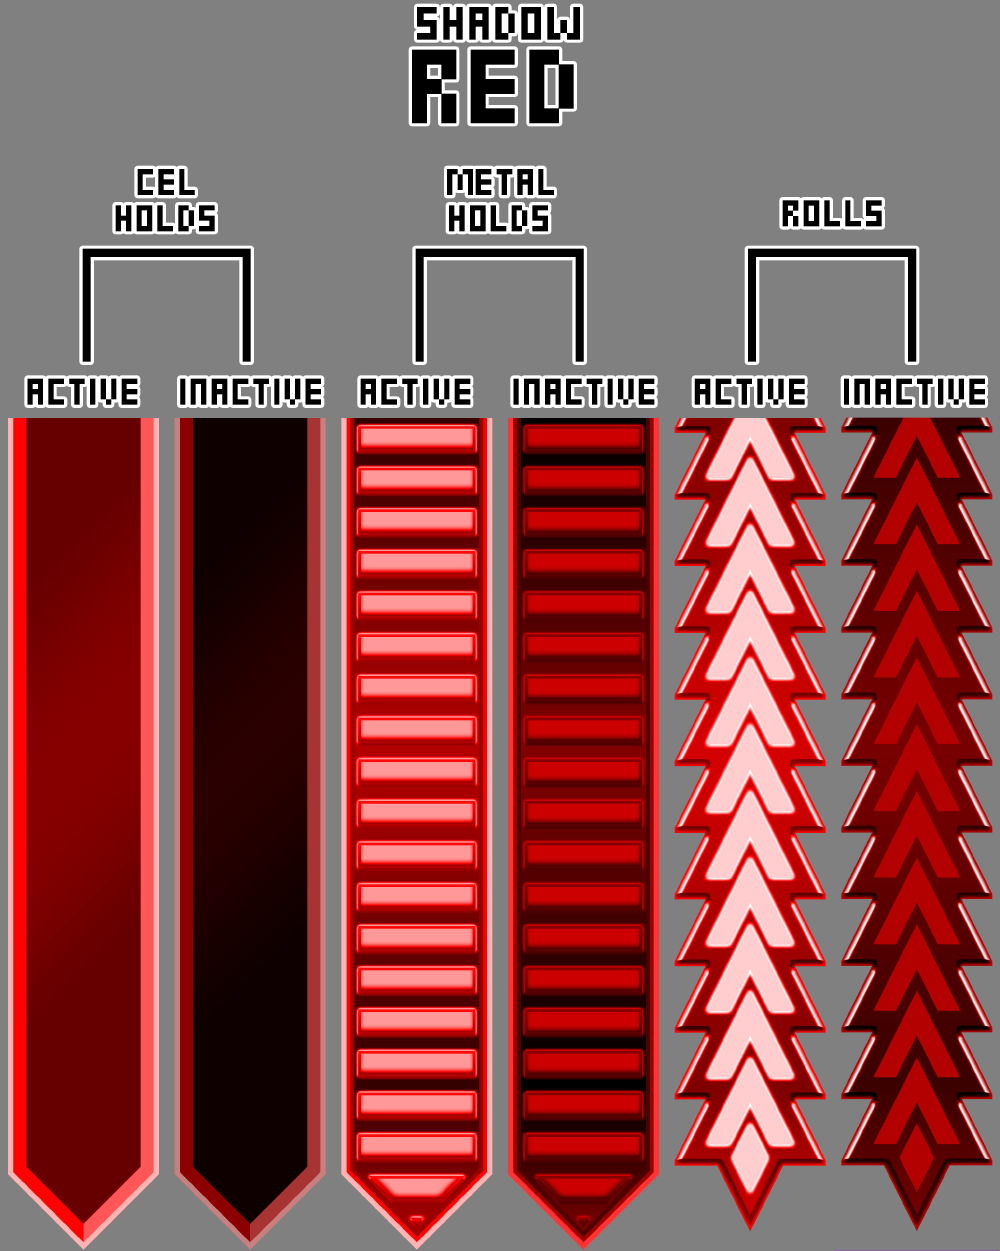 SHADOW
RED
CEL
HOLDS
METAL
HOLDS
ROLLS
ACTIVE
INACTIVE
ACTIVE
INACTIVE
ACTIVE
INACTIVE